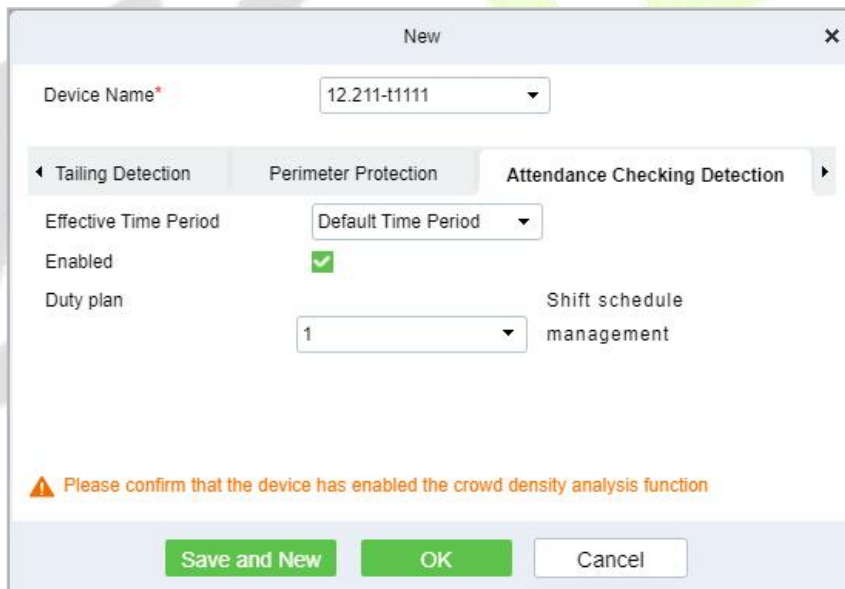 New
Device Name* 12.211-t1111
Tailing Detection Perimeter Protection Attendance Checking Detection
Effective Time Period Default Time Period
Enabled
Duty plan 1 Shift schedule
management
Please confirm that the device has enabled the crowd density analysis function
Save and New OK Cancel